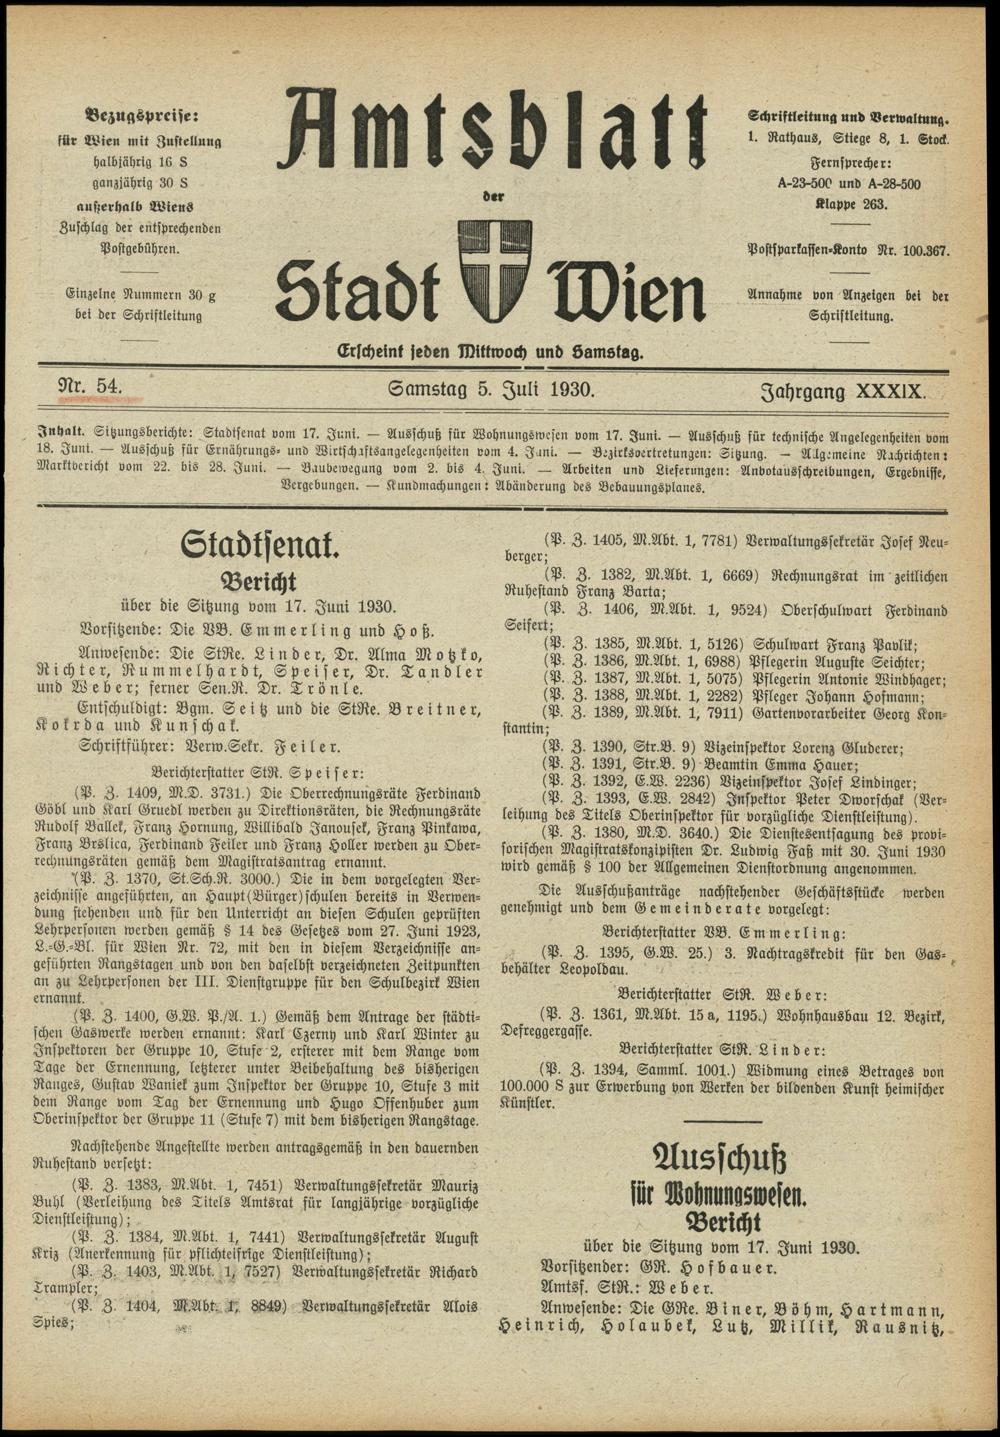 Bezugspreise:
für Wien mit Zustellung
halbjährig 16 S
ganzjährig 30 S
außerhalb Wiens
Zuschlag der entsprechenden
Postgebühren.
Einzelne Nummern 30 g
bei der Schriftleitung
Amtsblatt
der
Stadt Wien
Erscheint jeden Mittwoch und Samstag.
Schriftleitung und Verwaltung.
1. Rathaus, Stiege 8, 1. Stock.
Fernsprecher:
A-23-500 und A-28-500
Klappe 263.
Postsparkassen-Konto Nr. 100.367.
Annahme von Anzeigen bei der
Schriftleitung.
Nr. 54.
Samstag 5. Juli 1930.
Jahrgang XXXIX.
Inhalt. Sitzungsberichte: Stadtsenat vom 17. Juni. — Ausschuß für Wohnungswesen vom 17. Juni. — Ausschuß für technische Angelegenheiten vom
18. Juni. — Ausschuß für Ernährungs- und Wirtschaftsangelegenheiten vom 4. Juni. — Bezirksvertretungen: Sitzung. — Allgemeine Nachrichten:
Marktbericht vom 22. bis 28. Juni. — Baubewegung vom 2. bis 4. Juni. — Arbeiten und Lieferungen: Anbotausschreibungen, Ergebnisse,
Vergebungen. — Kundmachungen: Abänderung des Bebauungsplanes.
Stadtsenat.
Bericht
über die Sitzung vom 17. Juni 1930.
Vorsitzende: Die VB. Emmerling und Hoß.
Anwesende: Die StRe. Linder, Dr. Alma Motzko,
Richter, Rummelhardt, Speiser, Dr. Tandler
und Weber; ferner Sen.R. Dr. Trönle.
Entschuldigt: Bgm. Seitz und die StRe. Breitner,
Kokrda und Kunschak.
Schriftführer: Verw.Sekr. Feiler.
Berichterstatter StR. Speiser:
(P. Z. 1409, M.D. 3731.) Die Oberrechnungsräte Ferdinand
Göbl und Karl Gruedl werden zu Direktionsräten, die Rechnungsräte
Rudolf Ballek, Franz Hornung, Willibald Janousek, Franz Pinkawa,
Franz Brslica, Ferdinand Feiler und Franz Holler werden zu Ober-
rechnungsräten gemäß dem Magistratsantrag ernannt.
(P. Z. 1370, St.Sch.R. 3000.) Die in dem vorgelegten Ver-
zeichnisse angeführten, an Haupt(Bürger)schulen bereits in Verwen-
dung stehenden und für den Unterricht an diesen Schulen geprüften
Lehrpersonen werden gemäß § 14 des Gesetzes vom 27. Juni 1923,
L.-G.-Bl. für Wien Nr. 72, mit den in diesem Verzeichnisse an-
geführten Rangstagen und von den daselbst verzeichneten Zeitpunkten
an zu Lehrpersonen der III. Dienstgruppe für den Schulbezirk Wien
ernannt.
(P. Z. 1400, G.W. P./A. 1.) Gemäß dem Antrage der städti-
schen Gaswerke werden ernannt: Karl Czerny und Karl Winter zu
Inspektoren der Gruppe 10, Stufe 2, ersterer mit dem Range vom
Tage der Ernennung, letzterer unter Beibehaltung des bisherigen
Ranges, Gustav Waniek zum Inspektor der Gruppe 10, Stufe 3 mit
dem Range vom Tag der Ernennung und Hugo Offenhuber zum
Oberinspektor der Gruppe 11 (Stufe 7) mit dem bisherigen Rangstage.
Nachstehende Angestellte werden antragsgemäß in den dauernden
Ruhestand versetzt:
(P. Z. 1383, M.Abt. 1, 7451) Verwaltungssekretär Mauriz
Buhl (Verleihung des Titels Amtsrat für langjährige vorzügliche
Dienstleistung);
(P. Z. 1384, M.Abt. 1, 7441) Verwaltungssekretär August
Kriz (Anerkennung für pflichteifrige Dienstleistung);
(P. Z. 1403, M.Abt. 1, 7527) Verwaltungssekretär Richard
Trampler;
(P. Z. 1404, M.Abt. 1, 8849) Verwaltungssekretär Alois
Spies;
(P. Z. 1405, M.Abt. 1, 7781) Verwaltungssekretär Josef Neu-
berger;
(P. Z. 1382, M.Abt. 1, 6669) Rechnungsrat im zeitlichen
Ruhestand Franz Barta;
(P. Z. 1406, M.Abt. 1, 9524) Oberschulwart Ferdinand
Seifert;
(P. Z. 1385, M.Abt. 1, 5126) Schulwart Franz Pavlik;
(P. Z. 1386, M.Abt. 1, 6988) Pflegerin Auguste Seichter;
(P. Z. 1387, M.Abt. 1, 5075) Pflegerin Antonie Windhager;
(P. Z. 1388, M.Abt. 1, 2282) Pfleger Johann Hofmann;
(P. Z. 1389, M.Abt. 1, 7911) Gartenvorarbeiter Georg Kon-
stantin;
(P. Z. 1390, Str.B. 9) Vizeinspektor Lorenz Gluderer;
(P. Z. 1391, Str.B. 9) Beamtin Emma Hauer;
(P. Z. 1392, E.W. 2236) Vizeinspektor Josef Lindinger;
(P. Z. 1393, E.W. 2842) Inspektor Peter Dworschak (Ver-
leihung des Titels Oberinspektor für vorzügliche Dienstleistung).
(P. Z. 1380, M.D. 3640.) Die Dienstesentsagung des provi-
sorischen Magistratskonzipisten Dr. Ludwig Faß mit 30. Juni 1930
wird gemäß § 100 der Allgemeinen Dienstordnung angenommen.
Die Ausschußanträge nachstehender Geschäftsstücke werden
genehmigt und dem Gemeinderate vorgelegt:
Berichterstatter VB. Emmerling:
(P. Z. 1395, G.W. 25.) 3. Nachtragskredit für den Gas-
behälter Leopoldau.
Berichterstatter StR. Weber:
(P. Z. 1361, M.Abt. 15a, 1195.) Wohnhausbau 12. Bezirk,
Defreggergasse.
Berichterstatter StR. Linder:
(P. Z. 1394, Samml. 1001.) Widmung eines Betrages von
100.000 S zur Erwerbung von Werken der bildenden Kunst heimischer
Künstler.
Ausschuß
für Wohnungswesen.
Bericht
über die Sitzung vom 17. Juni 1930.
Vorsitzender: GR. Hofbauer.
Amtsf. StR.: Weber.
Anwesende: Die GRe. Biner, Böhm, Hartmann,
Heinrich, Holaubek, Lutz, Millik, Rausnitz,